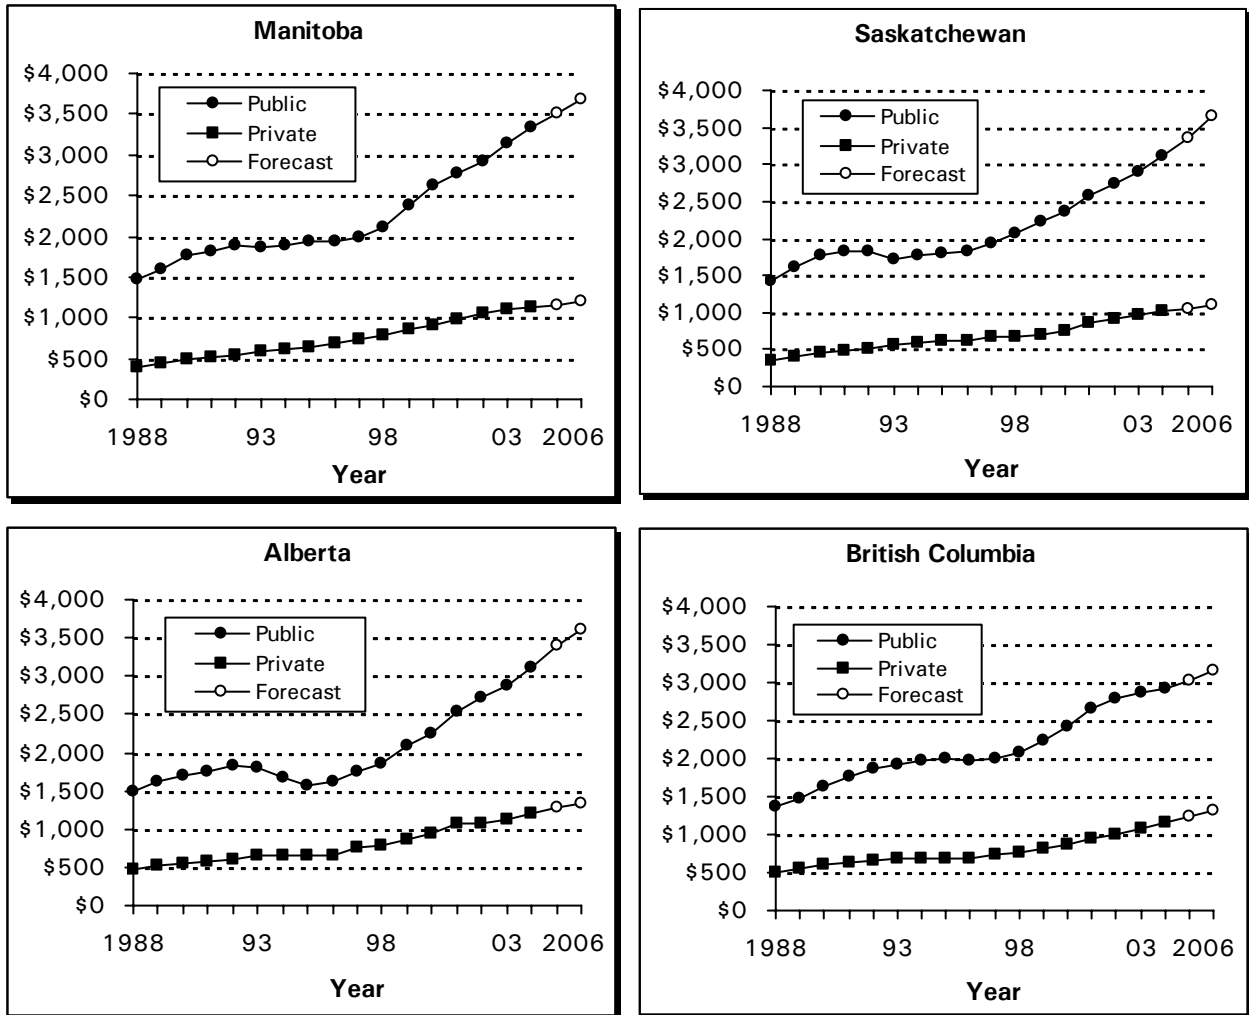 Manitoba
$4,000
$3,500
$3,000
$2,500
$2,000
$1,500
$1,000
$500
$0
Public
Private
Forecast
1988 93 98 03 2006
Year
Saskatchewan
$4,000
$3,500
$3,000
$2,500
$2,000
$1,500
$1,000
$500
$0
Public
Private
Forecast
1988 93 98 03 2006
Year
Alberta
$4,000
$3,500
$3,000
$2,500
$2,000
$1,500
$1,000
$500
$0
Public
Private
Forecast
1988 93 98 03 2006
Year
British Columbia
$4,000
$3,500
$3,000
$2,500
$2,000
$1,500
$1,000
$500
$0
Public
Private
Forecast
1988 93 98 03 2006
Year